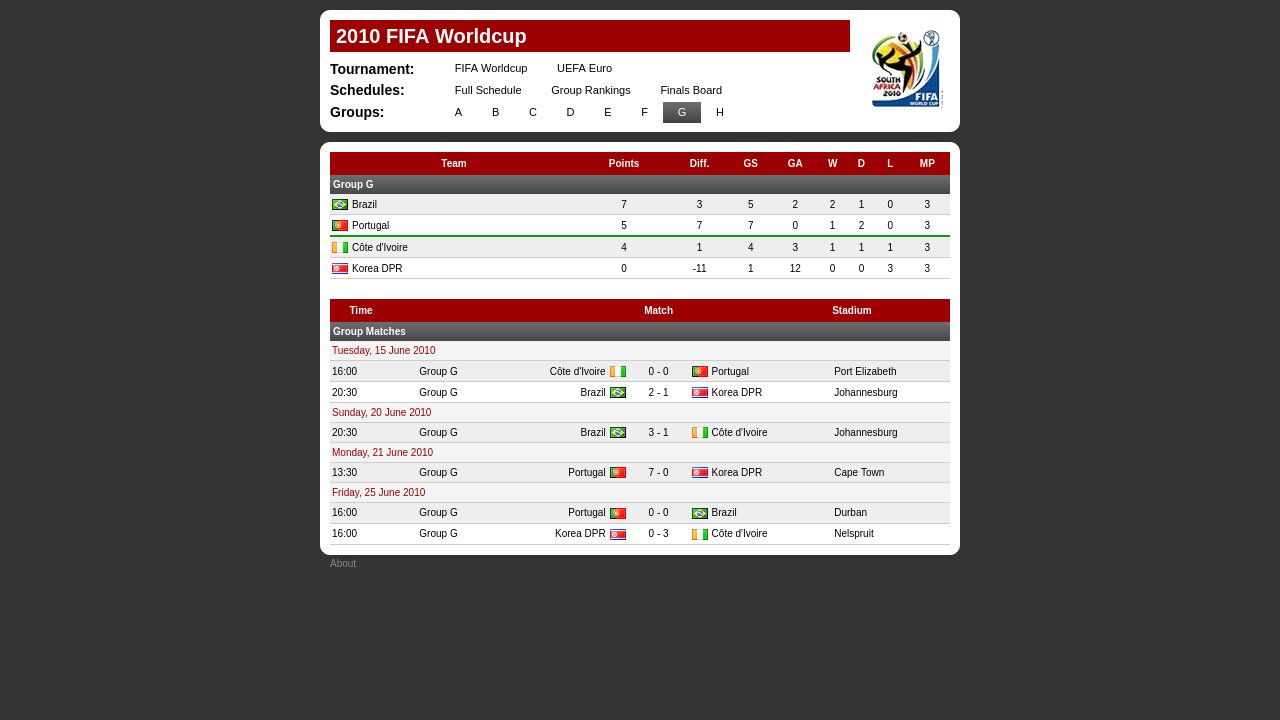 2010 FIFA Worldcup
SOUTH
AFRICA
2010
FIFA
WORLD CUP
Tournament: FIFA Worldcup UEFA Euro
Schedules: Full Schedule Group Rankings Finals Board
Groups: A B C D E F G H
Team Points Diff. GS GA W D L MP
Group G
Brazil 7 3 5 2 2 1 0 3
Portugal 5 7 7 0 1 2 0 3
Côte d'Ivoire 4 1 4 3 1 1 1 3
Korea DPR 0 -11 1 12 0 0 3 3
Time Match Stadium
Group Matches
Tuesday, 15 June 2010
16:00 Group G Côte d'Ivoire 0 - 0 Portugal Port Elizabeth
20:30 Group G Brazil 2 - 1 Korea DPR Johannesburg
Sunday, 20 June 2010
20:30 Group G Brazil 3 - 1 Côte d'Ivoire Johannesburg
Monday, 21 June 2010
13:30 Group G Portugal 7 - 0 Korea DPR Cape Town
Friday, 25 June 2010
16:00 Group G Portugal 0 - 0 Brazil Durban
16:00 Group G Korea DPR 0 - 3 Côte d'Ivoire Nelspruit
About